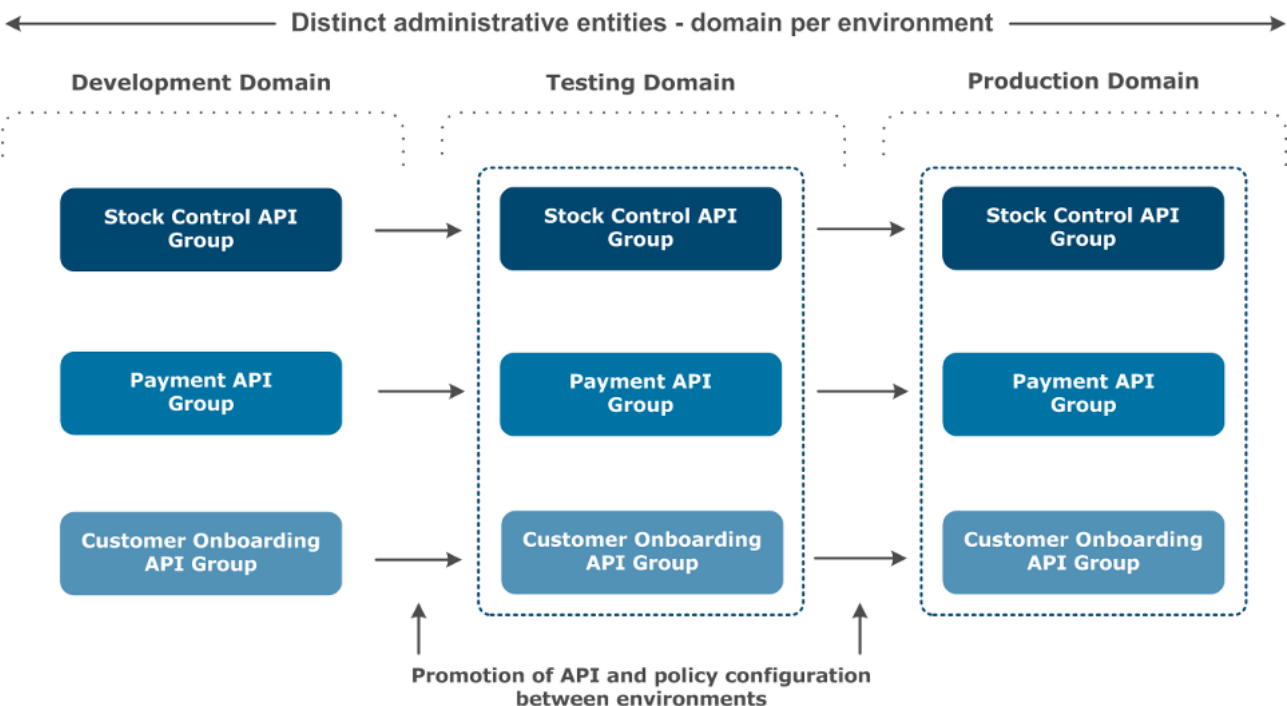 Distinct administrative entities - domain per environment
Development Domain
Testing Domain
Production Domain
Stock Control API
Group
Stock Control API
Group
Stock Control API
Group
Payment API
Group
Payment API
Group
Payment API
Group
Customer Onboarding
API Group
Customer Onboarding
API Group
Customer Onboarding
API Group
Promotion of API and policy configuration
between environments